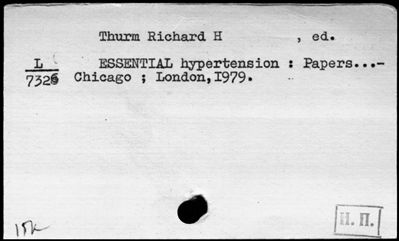 Thurm Richard H , ed.
L ESSENTIAL hypertension : Papers...-
7326 Chicago ; London,1979.
Н. П.